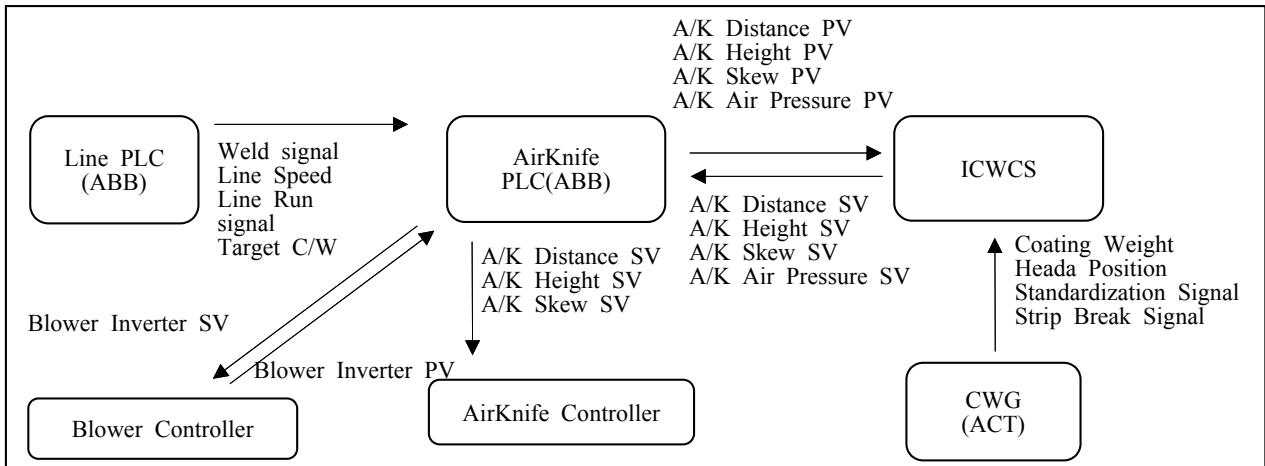 A/K Distance PV
A/K Height PV
A/K Skew PV
A/K Air Pressure PV
Line PLC
(ABB)
Weld signal
Line Speed
Line Run
signal
Target C/W
AirKnife
PLC(ABB)
ICWCS
A/K Distance SV
A/K Height SV
A/K Skew SV
A/K Air Pressure SV
A/K Distance SV
A/K Height SV
A/K Skew SV
Coating Weight
Heada Position
Standardization Signal
Strip Break Signal
Blower Inverter SV
Blower Inverter PV
Blower Controller
AirKnife Controller
CWG
(ACT)